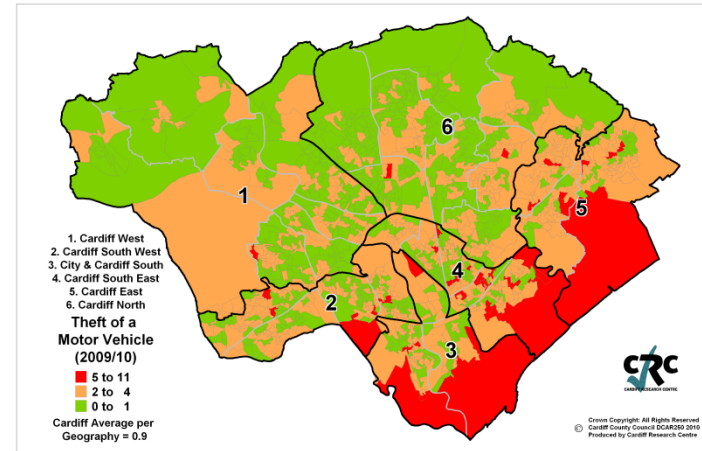 6
1
5
4
2
3
1. Cardiff West
2. Cardiff South West
3. City & Cardiff South
4. Cardiff South East
5. Cardiff East
6. Cardiff North
Theft of a
Motor Vehicle
(2009/10)
5 to 11
2 to 4
0 to 1
Cardiff Average per
Geography = 0.9
CRC
CARDIFF RESEARCH CENTRE
Crown Copyright: All Rights Reserved
© Cardiff County Council DCAR250 2010
Produced by Cardiff Research Centre